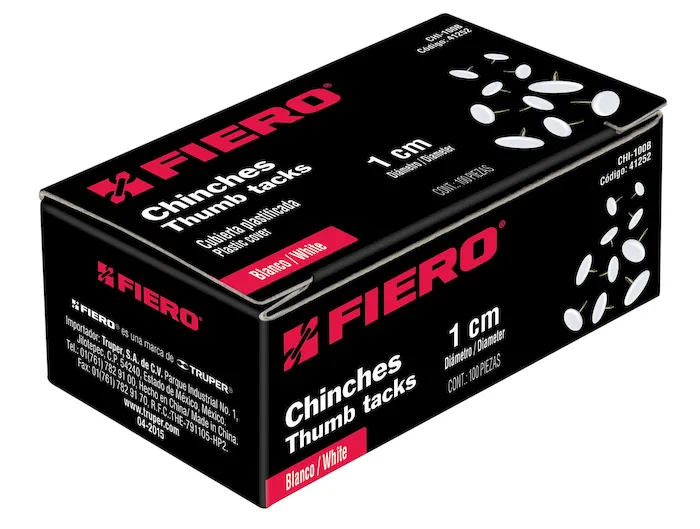 FIERO®
Chinches
Thumb tacks
Cubierta plastificada
Plastic cover
Blanco / White
1 cm
Diámetro / Diameter
CONT.: 100 PIEZAS
CHI-100B
Código: 41252
FIERO®
Chinches
Thumb tacks
Blanco / White
1 cm
Diámetro / Diameter
CONT.: 100 PIEZAS
CHI-100B
Código: 41252
FIERO®
FIERO® es una marca de TRUPER®
Importador: Truper, S.A. de C.V. Parque Industrial No. 1,
Jilotepec, C.P. 54240, Estado de México, México.
Tel.: 01(761) 782 91 00, Hecho en China/ Made in China.
Fax: 01(761) 782 91 70, R.F.C.:THE-791105-HP2.
www.truper.com
04-2015